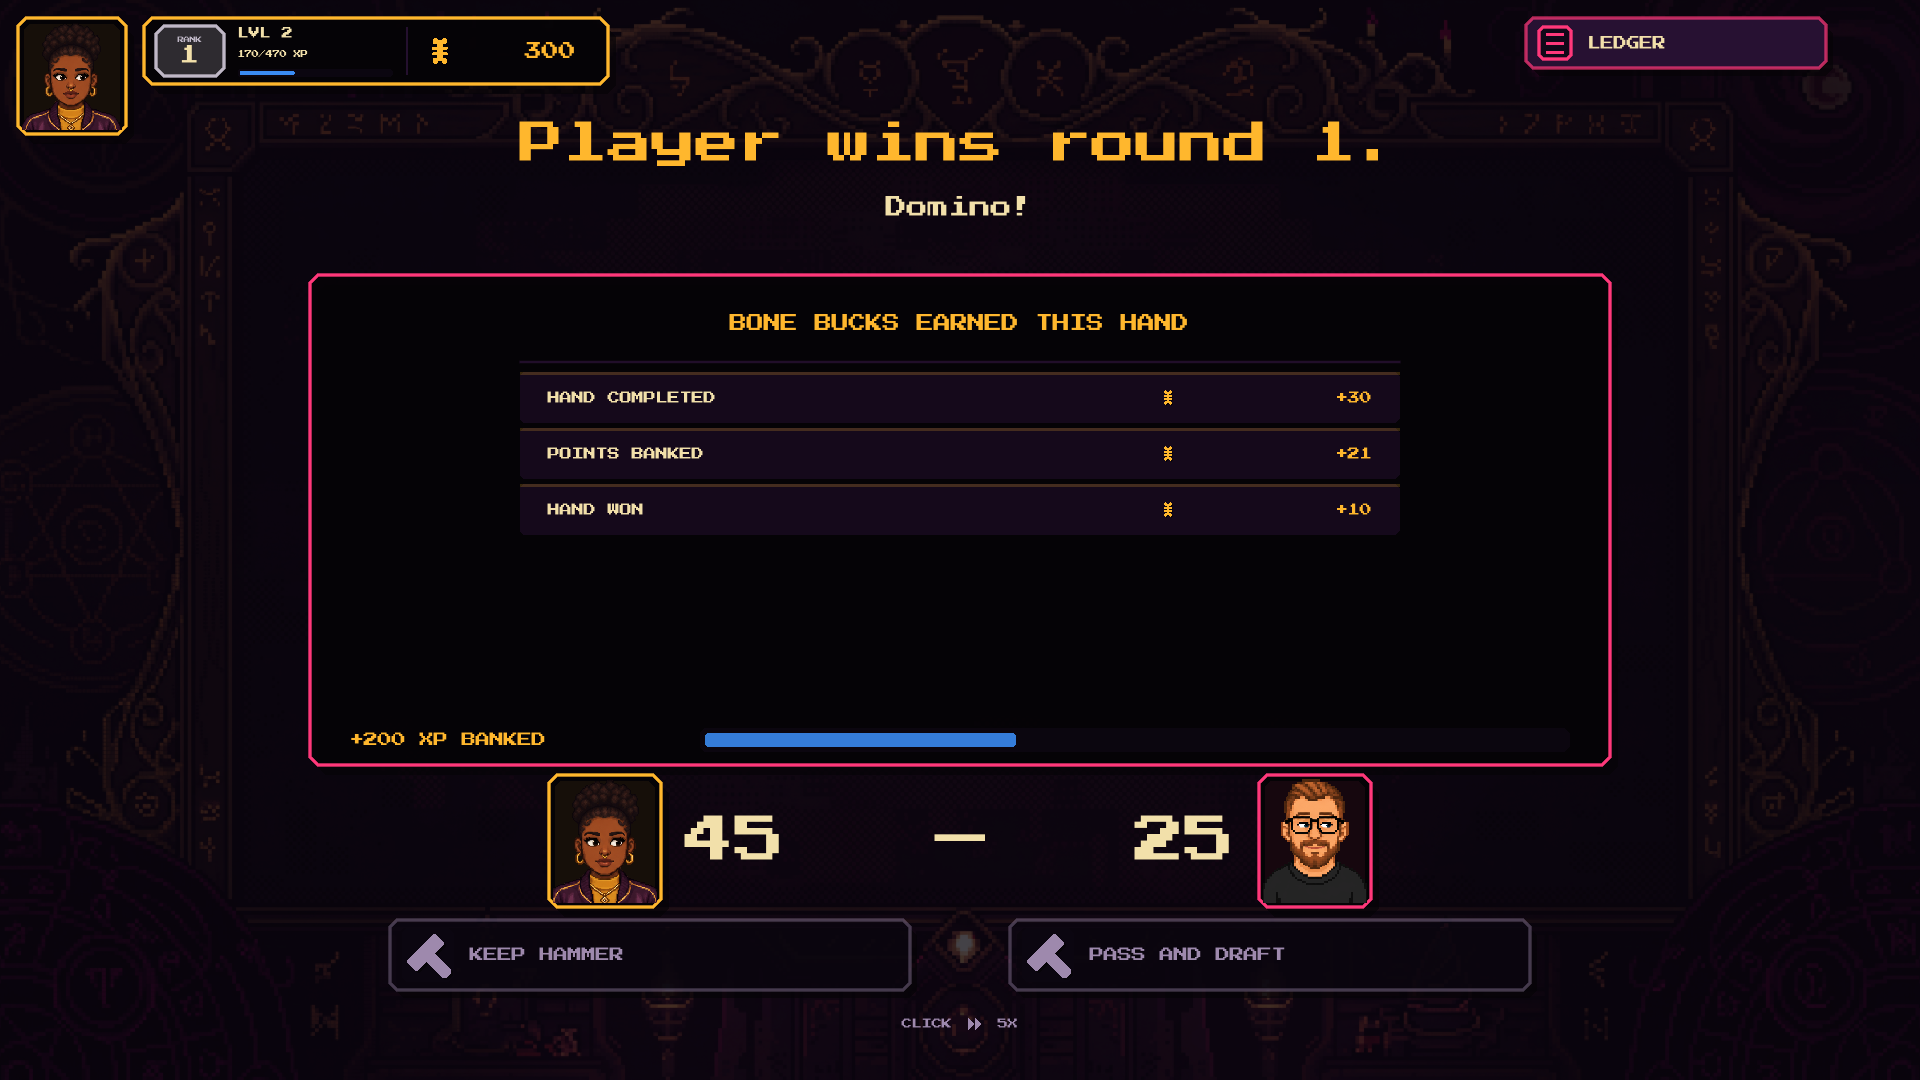 RANK
1
LVL 2
170/470 XP
300
LEDGER
Player wins round 1.
Domino!
BONE BUCKS EARNED THIS HAND
HAND COMPLETED +30
POINTS BANKED +21
HAND WON +10
+200 XP BANKED
45 — 25
KEEP HAMMER
PASS AND DRAFT
CLICK 5X